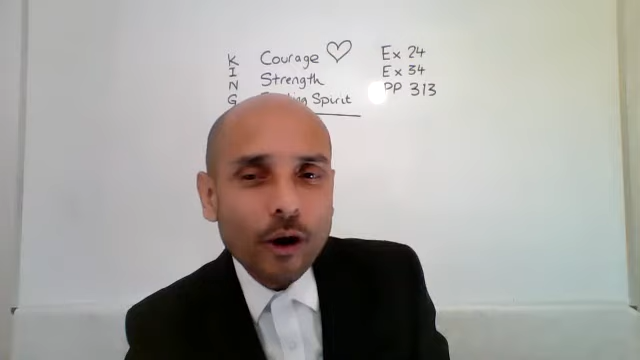 K Courage Ex 24
I Strength Ex 34
N Spirit PP 313
G